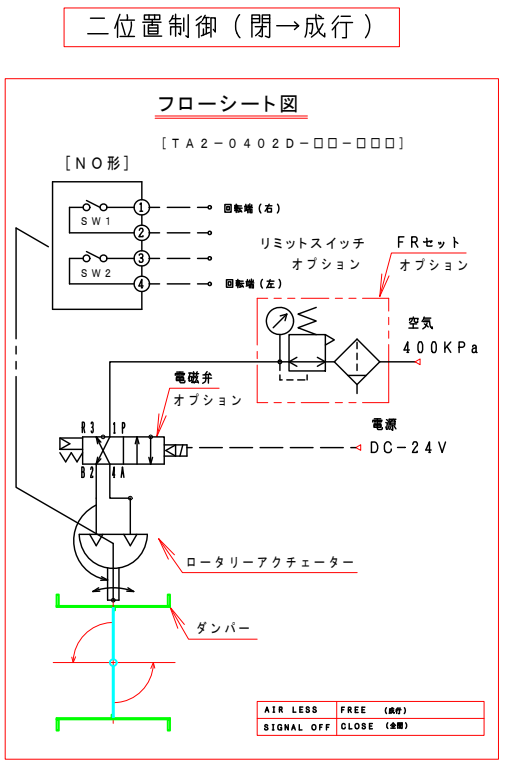 二位置制御(閉→成行)
フローシート図
[TA2-0402D-□□-□□□]
[NO形]
SW1
1
回転端(右)
2
SW2
3
4
回転端(左)
リミットスイッチ
オプション
FRセット
オプション
空気
400KPa
電磁弁
オプション
R3 1P
B2 4A
電源
DC-24V
ロータリーアクチェーター
ダンパー
AIR LESS FREE (成行)
SIGNAL OFF CLOSE (全閉)